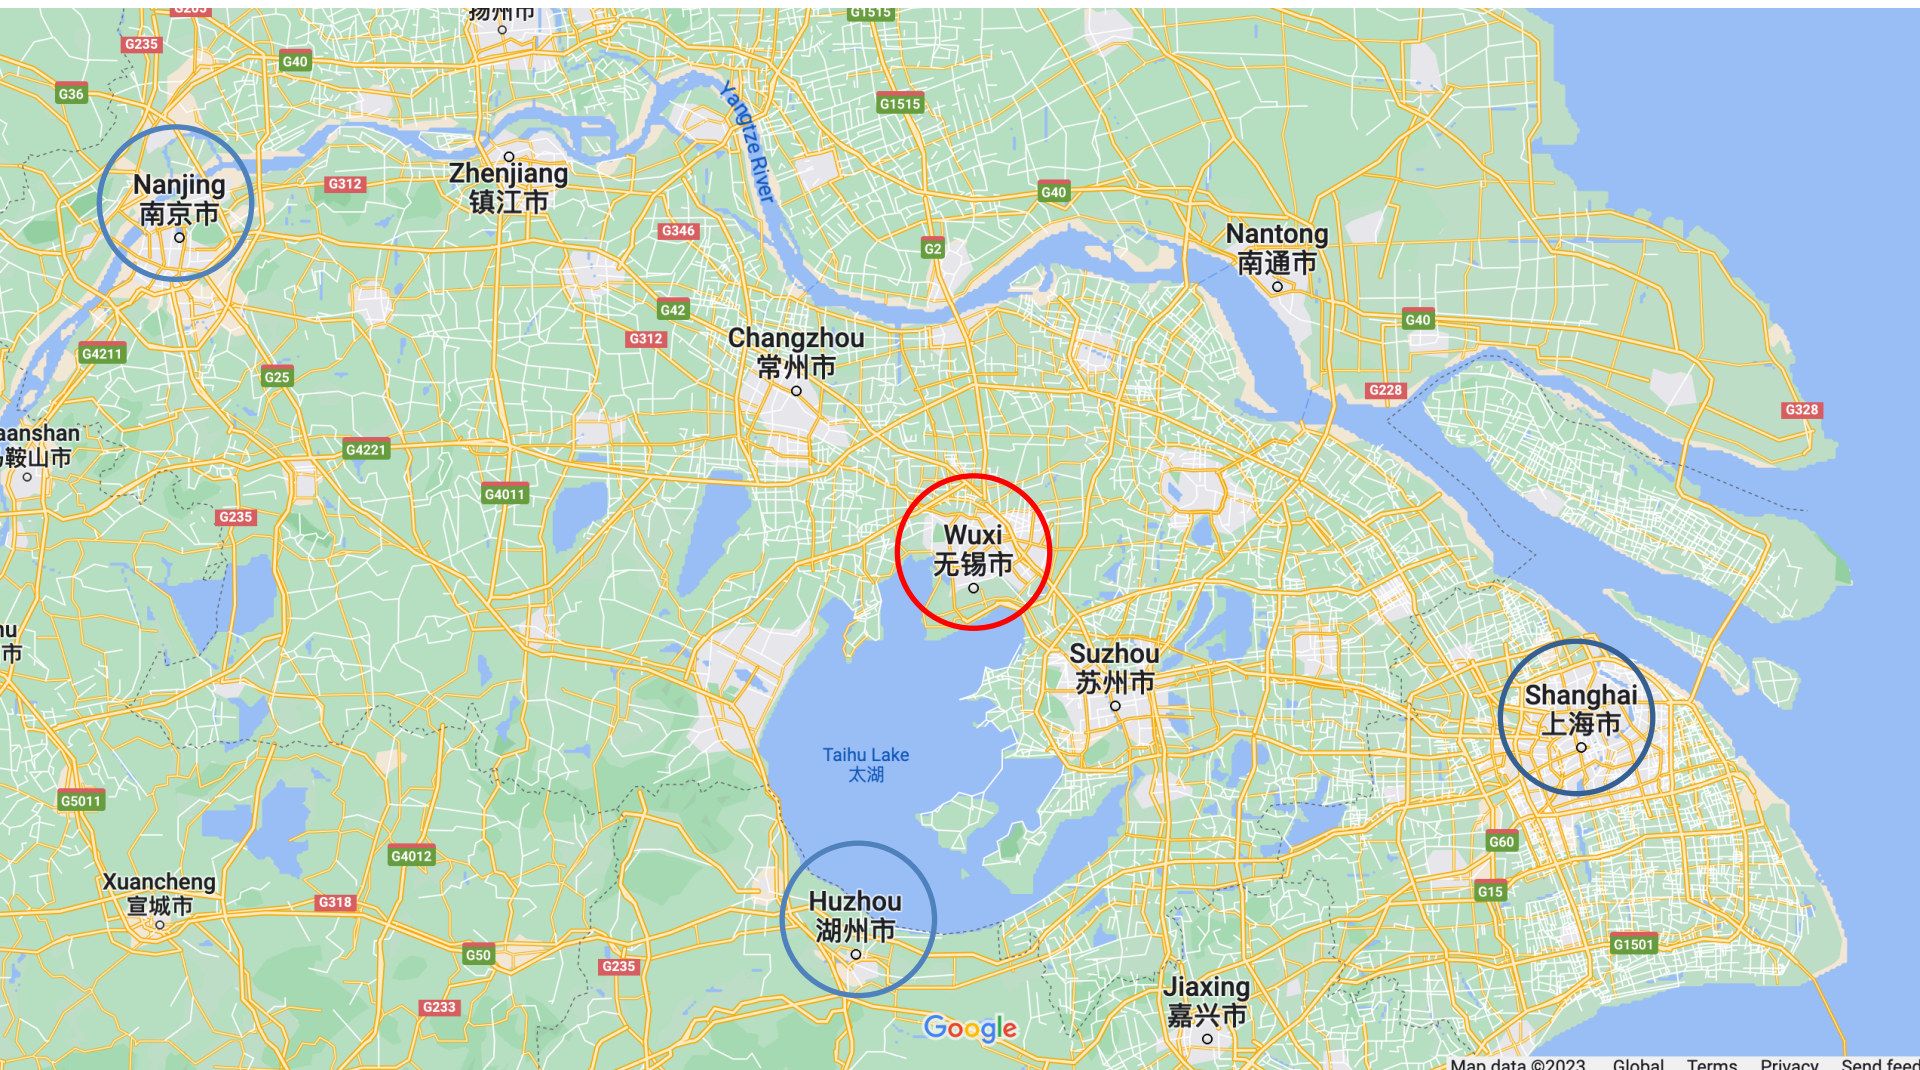 G205
扬州市
G1515
G235
G40
G36
G1515
Yangtze River
Nanjing
南京市
G312
Zhenjiang
镇江市
G40
G346
G2
Nantong
南通市
G42
G312
G40
Changzhou
常州市
G4211
G25
G228
G328
aanshan
鞍山市
G4221
G4011
G235
Wuxi
无锡市
Suzhou
苏州市
Shanghai
上海市
Taihu Lake
太湖
G5011
G4012
G60
G15
Xuancheng
宣城市
G318
Huzhou
湖州市
G50
G235
G1501
G233
Jiaxing
嘉兴市
Google
Map data ©2023 Global Terms Privacy Send feed